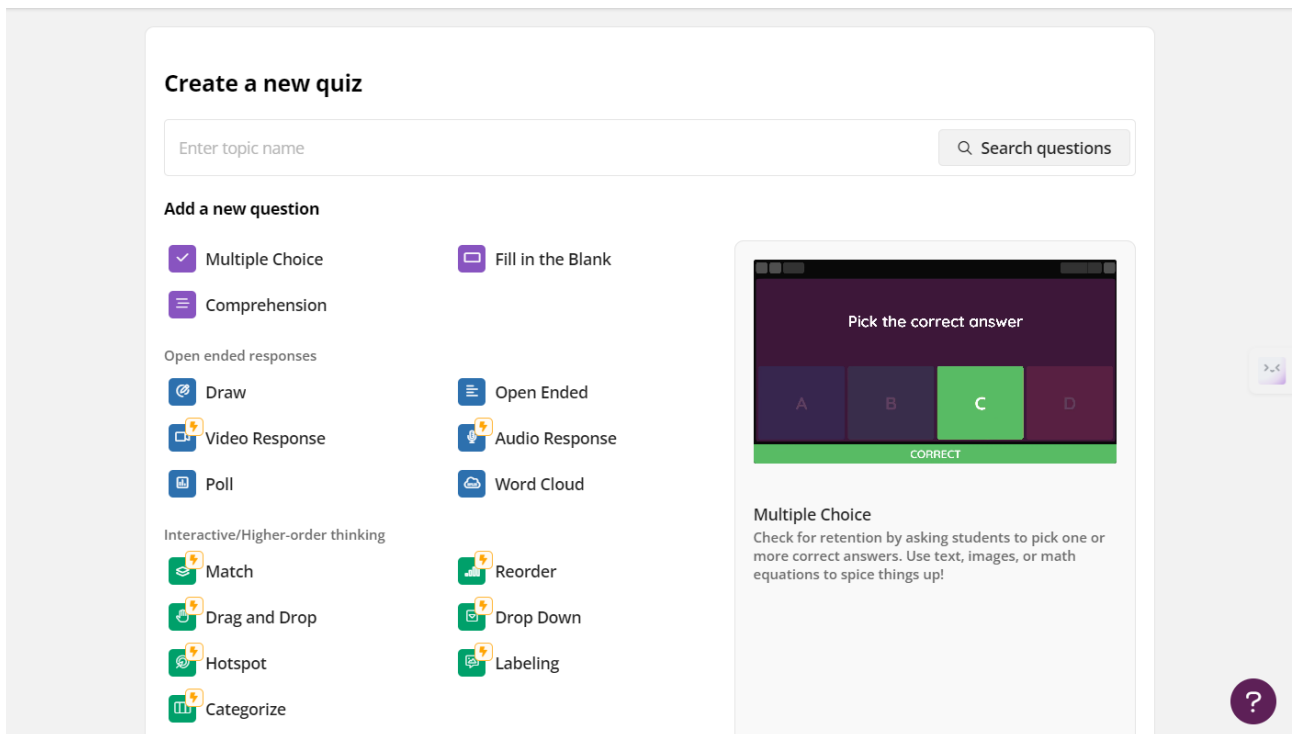 Create a new quiz
Enter topic name
Search questions
Add a new question
Multiple Choice
Fill in the Blank
Comprehension
Open ended responses
Draw
Open Ended
Video Response
Audio Response
Poll
Word Cloud
Interactive/Higher-order thinking
Match
Reorder
Drag and Drop
Drop Down
Hotspot
Labeling
Categorize
Pick the correct answer
A
B
C
D
CORRECT
Multiple Choice
Check for retention by asking students to pick one or
more correct answers. Use text, images, or math
equations to spice things up!
?